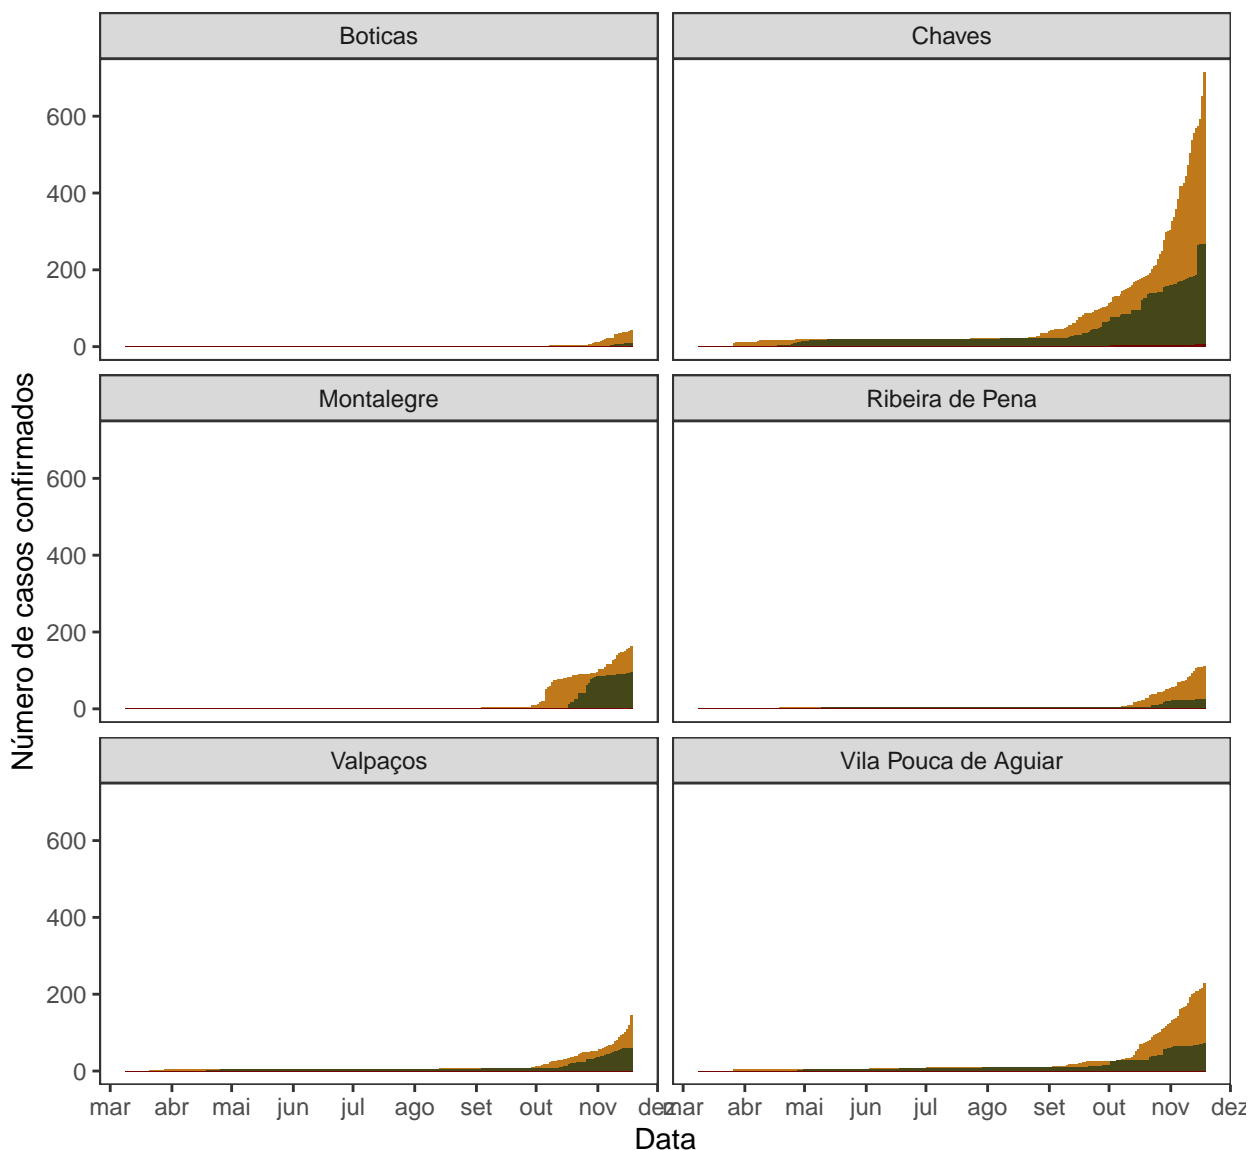 Boticas
Chaves
600
400
200
0
Montalegre
Ribeira de Pena
600
400
200
0
Número de casos confirmados
Valpaços
Vila Pouca de Aguiar
600
400
200
0
mar abr mai jun jul ago set out nov dez
mar abr mai jun jul ago set out nov dez
Data